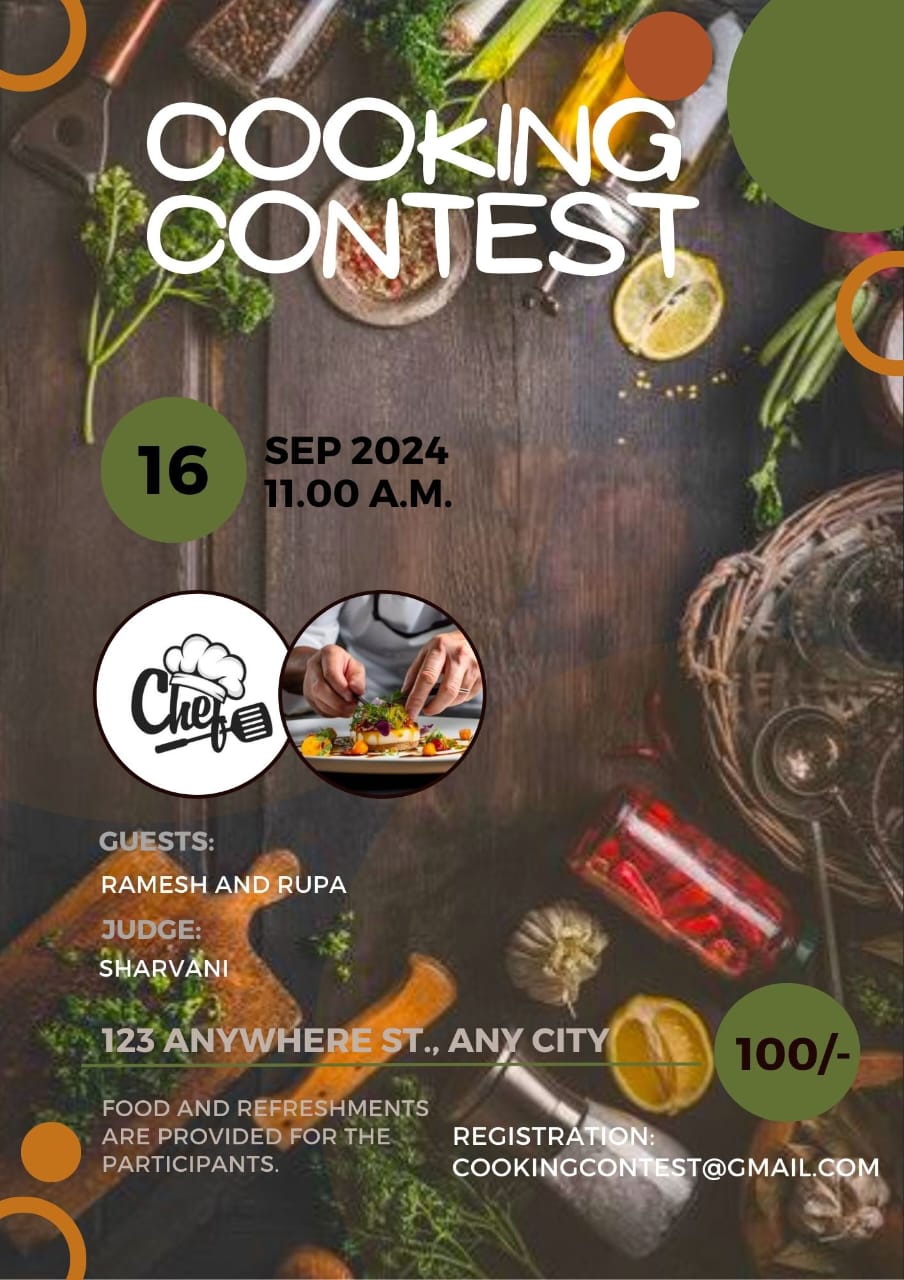 COOKING
CONTEST
16
SEP 2024
11.00 A.M.
Chef
GUESTS:
RAMESH AND RUPA
JUDGE:
SHARVANI
123 ANYWHERE ST., ANY CITY
100/-
FOOD AND REFRESHMENTS
ARE PROVIDED FOR THE
PARTICIPANTS.
REGISTRATION:
COOKINGCONTEST@GMAIL.COM